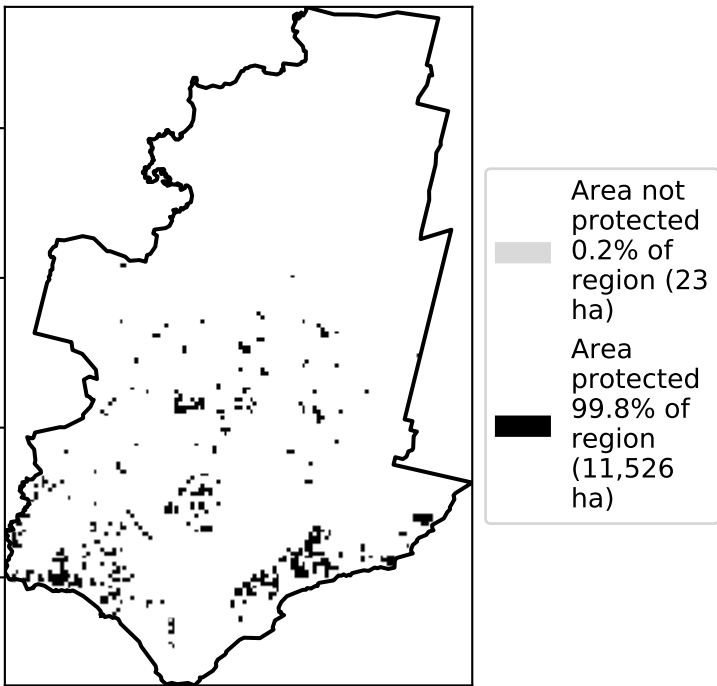 Area not
protected
0.2% of
region (23
ha)
Area
protected
99.8% of
region
(11,526
ha)